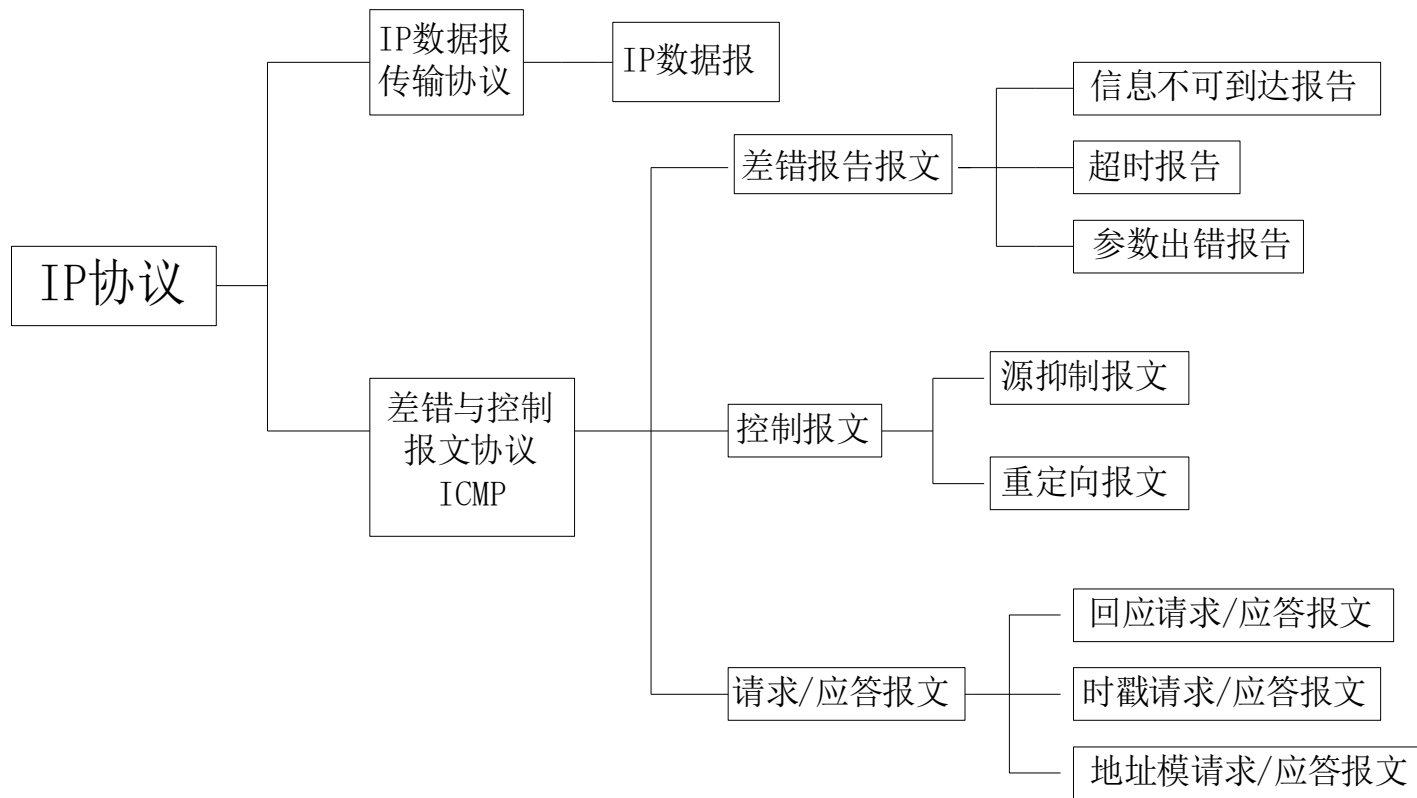 IP数据报
传输协议
IP数据报
信息不可到达报告
差错报告报文
超时报告
参数出错报告
IP协议
差错与控制
报文协议
ICMP
源抑制报文
控制报文
重定向报文
回应请求/应答报文
请求/应答报文
时戳请求/应答报文
地址模请求/应答报文